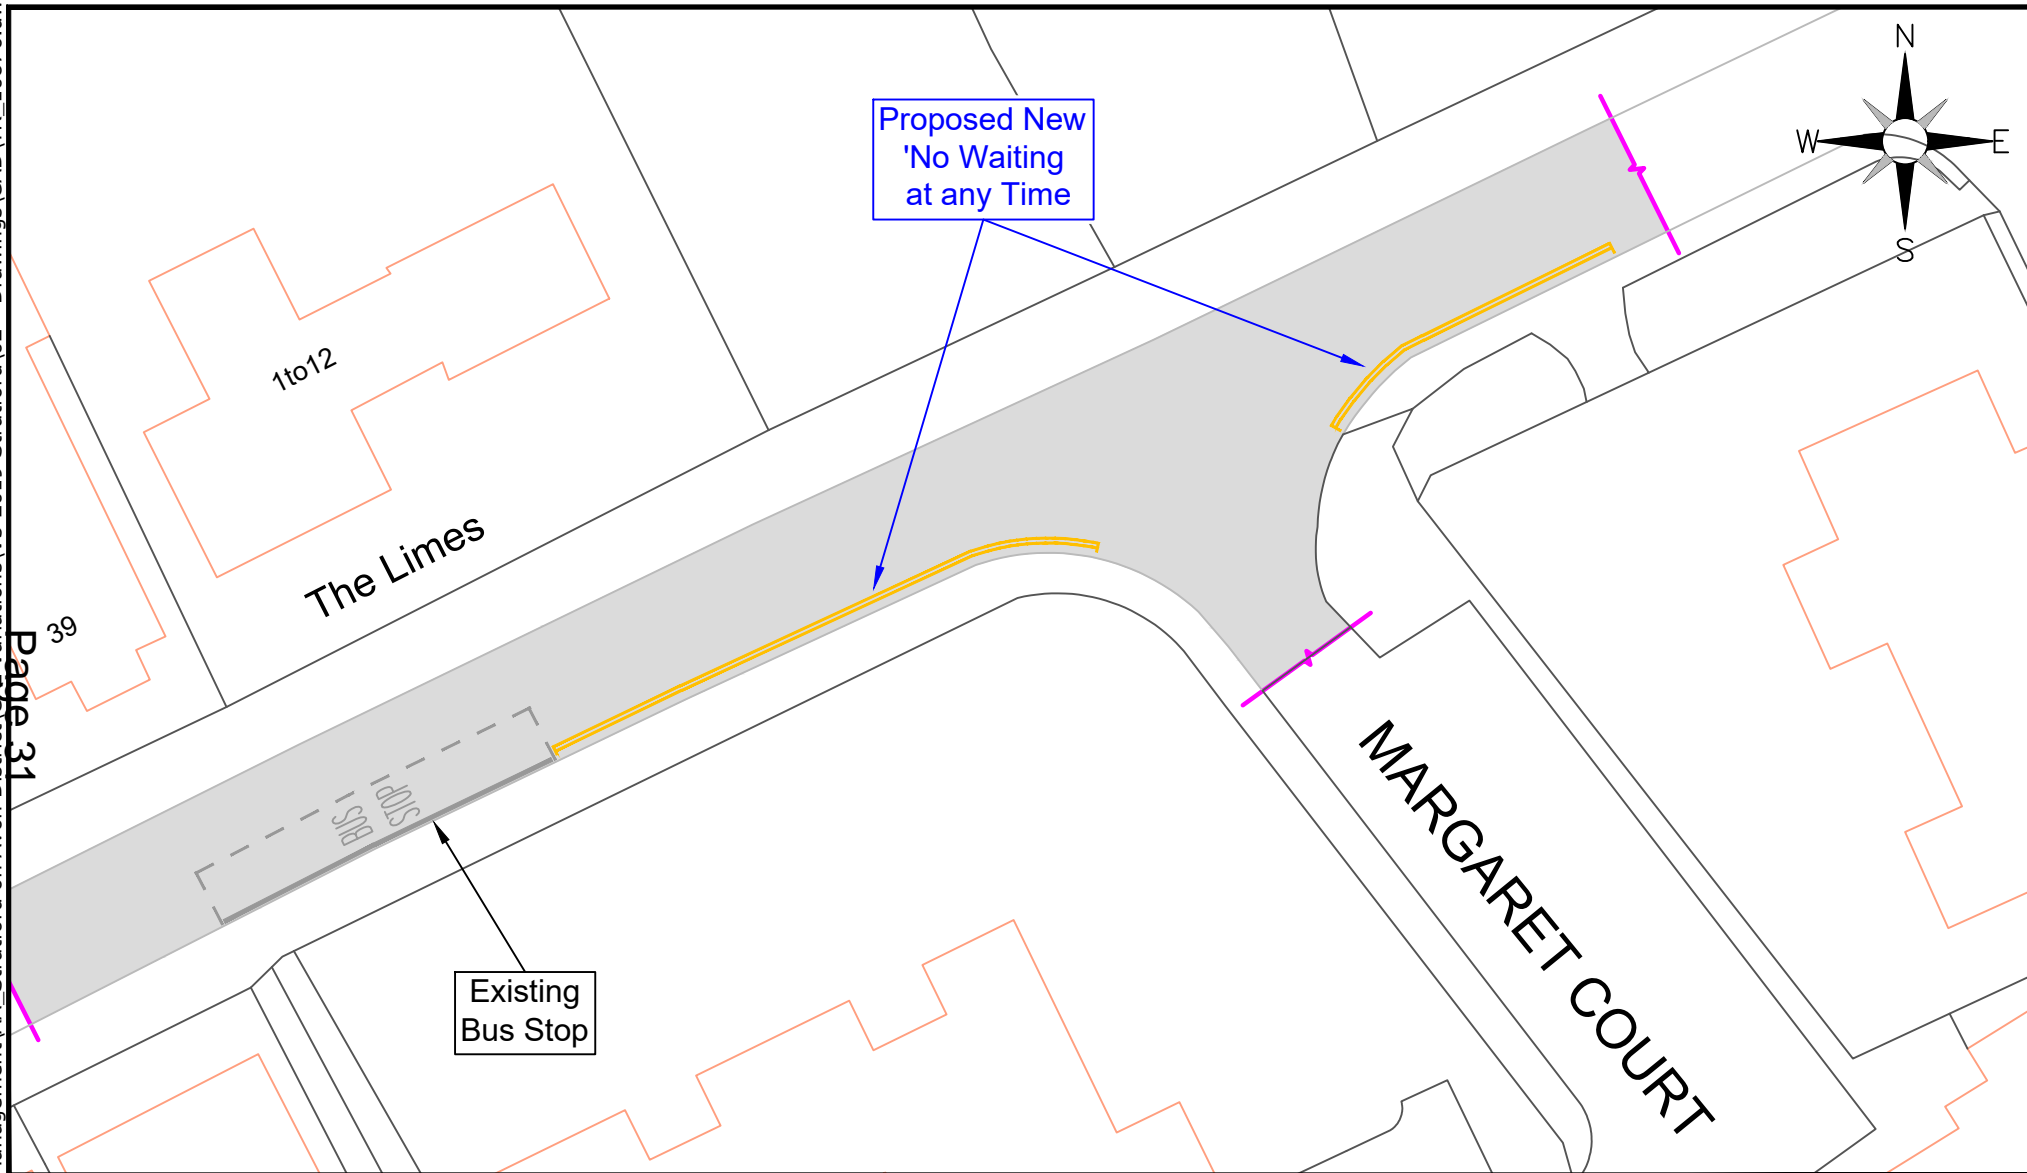 N
W
E
S
Proposed New
'No Waiting
at any Time
1to12
The Limes
39
Page 31
BUS
STOP
Existing
Bus Stop
MARGARET COURT